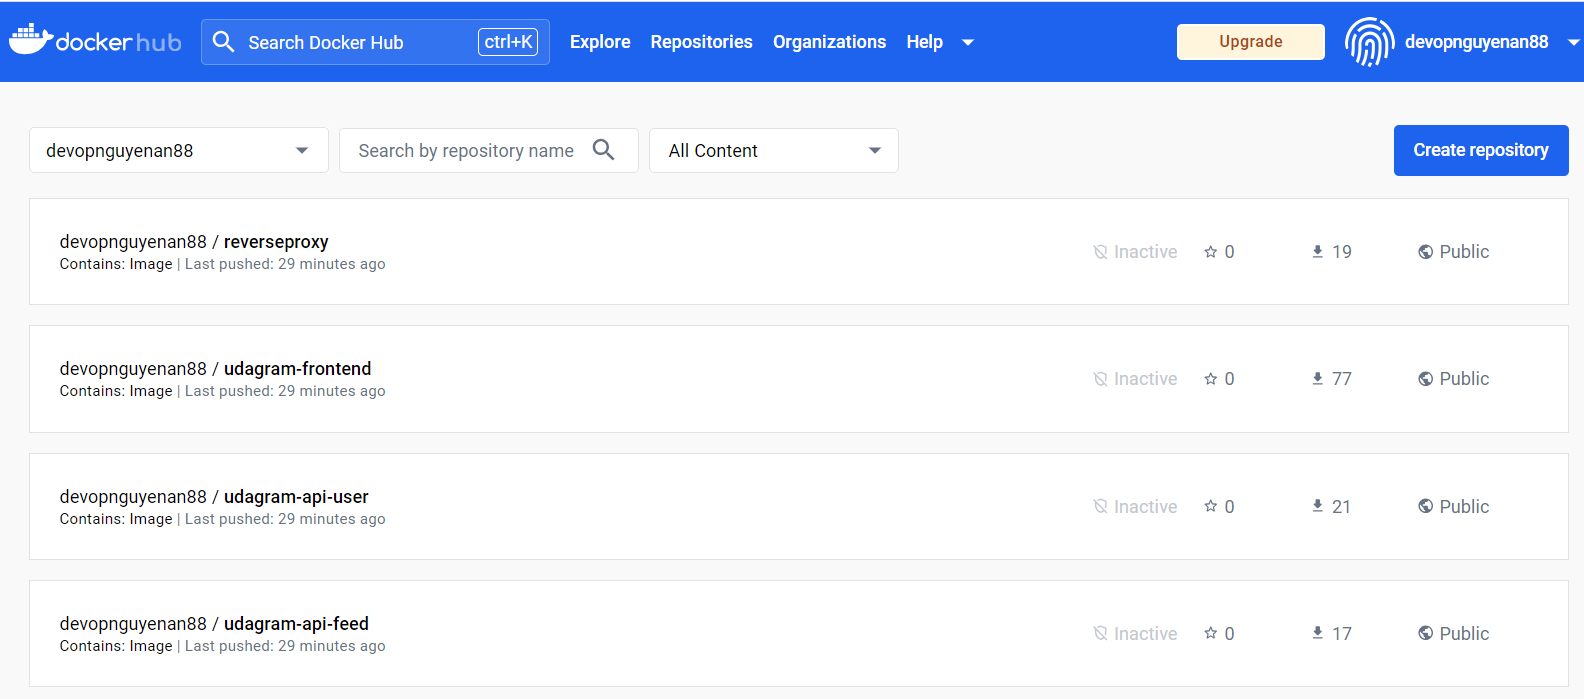 dockerhub Search Docker Hub ctrl+K Explore Repositories Organizations Help Upgrade devopnguyenan88
devopnguyenan88 Search by repository name All Content Create repository
devopnguyenan88 / reverseproxy
Contains: Image | Last pushed: 29 minutes ago
Inactive 0 19 Public
devopnguyenan88 / udagram-frontend
Contains: Image | Last pushed: 29 minutes ago
Inactive 0 77 Public
devopnguyenan88 / udagram-api-user
Contains: Image | Last pushed: 29 minutes ago
Inactive 0 21 Public
devopnguyenan88 / udagram-api-feed
Contains: Image | Last pushed: 29 minutes ago
Inactive 0 17 Public